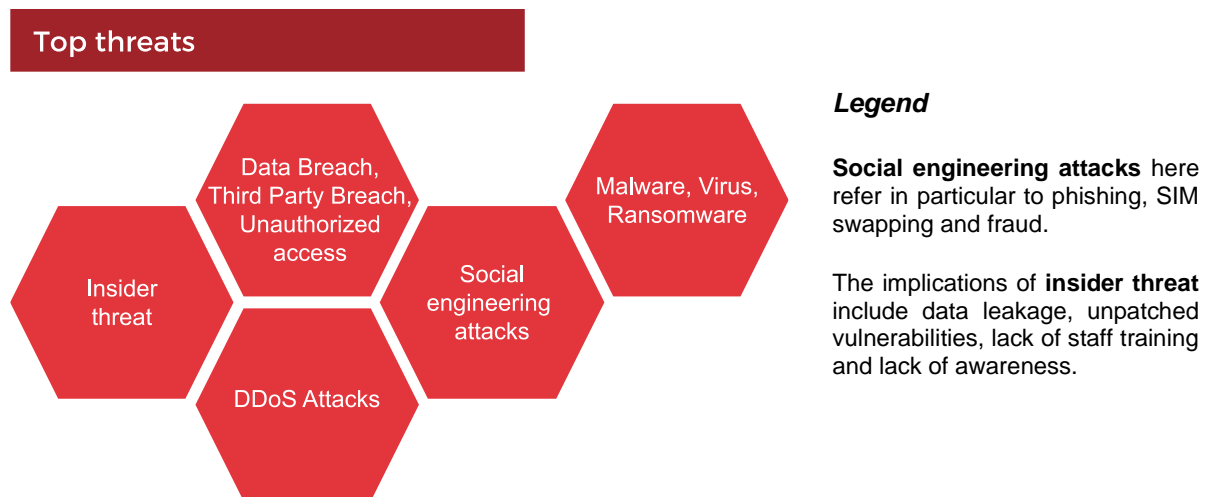 Top threats
Data Breach,
Third Party Breach,
Unauthorized
access
Malware, Virus,
Ransomware
Insider
threat
Social
engineering
attacks
DDoS Attacks
Legend
Social engineering attacks here
refer in particular to phishing, SIM
swapping and fraud.
The implications of insider threat
include data leakage, unpatched
vulnerabilities, lack of staff training
and lack of awareness.